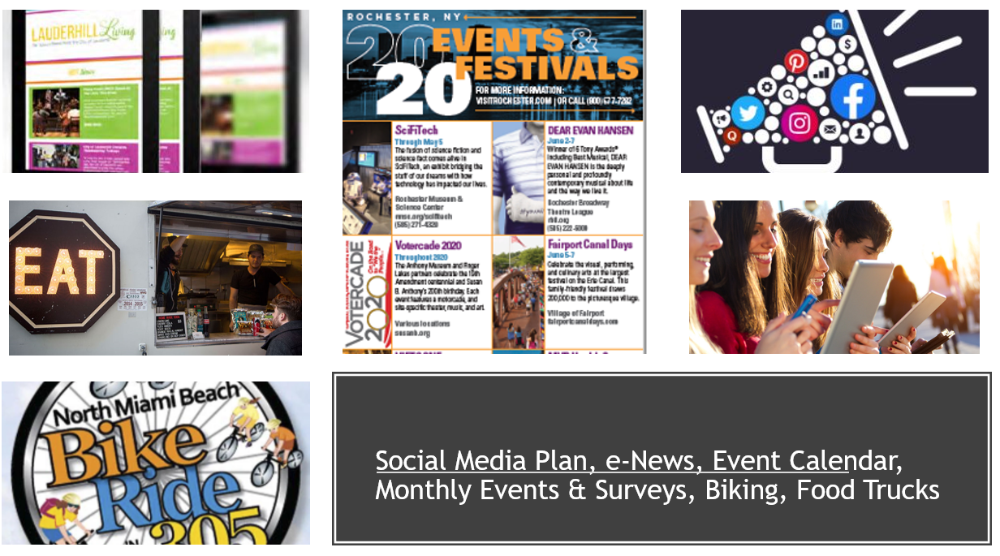 LAUDERHILL Living
ROCHESTER, NY
2020
EVENTS &
FESTIVALS
FOR MORE INFORMATION:
VISITROCHESTER.COM | OR CALL (800) 677-7282
SciFiTech
Through May 5
The fusion of science fiction and
science fact comes alive in
SciFiTech, an exhibit bridging the
stuff of our dreams with how
technology has impacted our lives.
Rochester Museum &
Science Center
rmsc.org/scifitech
(585) 271-4320
DEAR EVAN HANSEN
June 2-7
Winner of 6 Tony Awards®
including Best Musical, DEAR
EVAN HANSEN is the deeply
personal and profoundly
contemporary musical about life
and the way we live it.
Rochester Broadway
Theatre League
rbtl.org
VOTERCADE
2020
Votercade 2020
Throughout 2020
The Anthony Museum and Finger
Lakes partners celebrate the 19th
Amendment centennial and Susan
B. Anthony's 200th birthday. Each
event features a motorcade, and
site-specific theater, music, and art.
Various locations
Fairport Canal Days
June 5-7
Celebrate the visual, performing,
and culinary arts at the largest
festival on the Erie Canal. This
family-friendly festival draws
200,000 to the picturesque village.
Village of Fairport
fairportcanaldays.com
in
$
Q
EAT
North Miami Beach
Bike
Ride
IN 305
Social Media Plan, e-News, Event Calendar,
Monthly Events & Surveys, Biking, Food Trucks